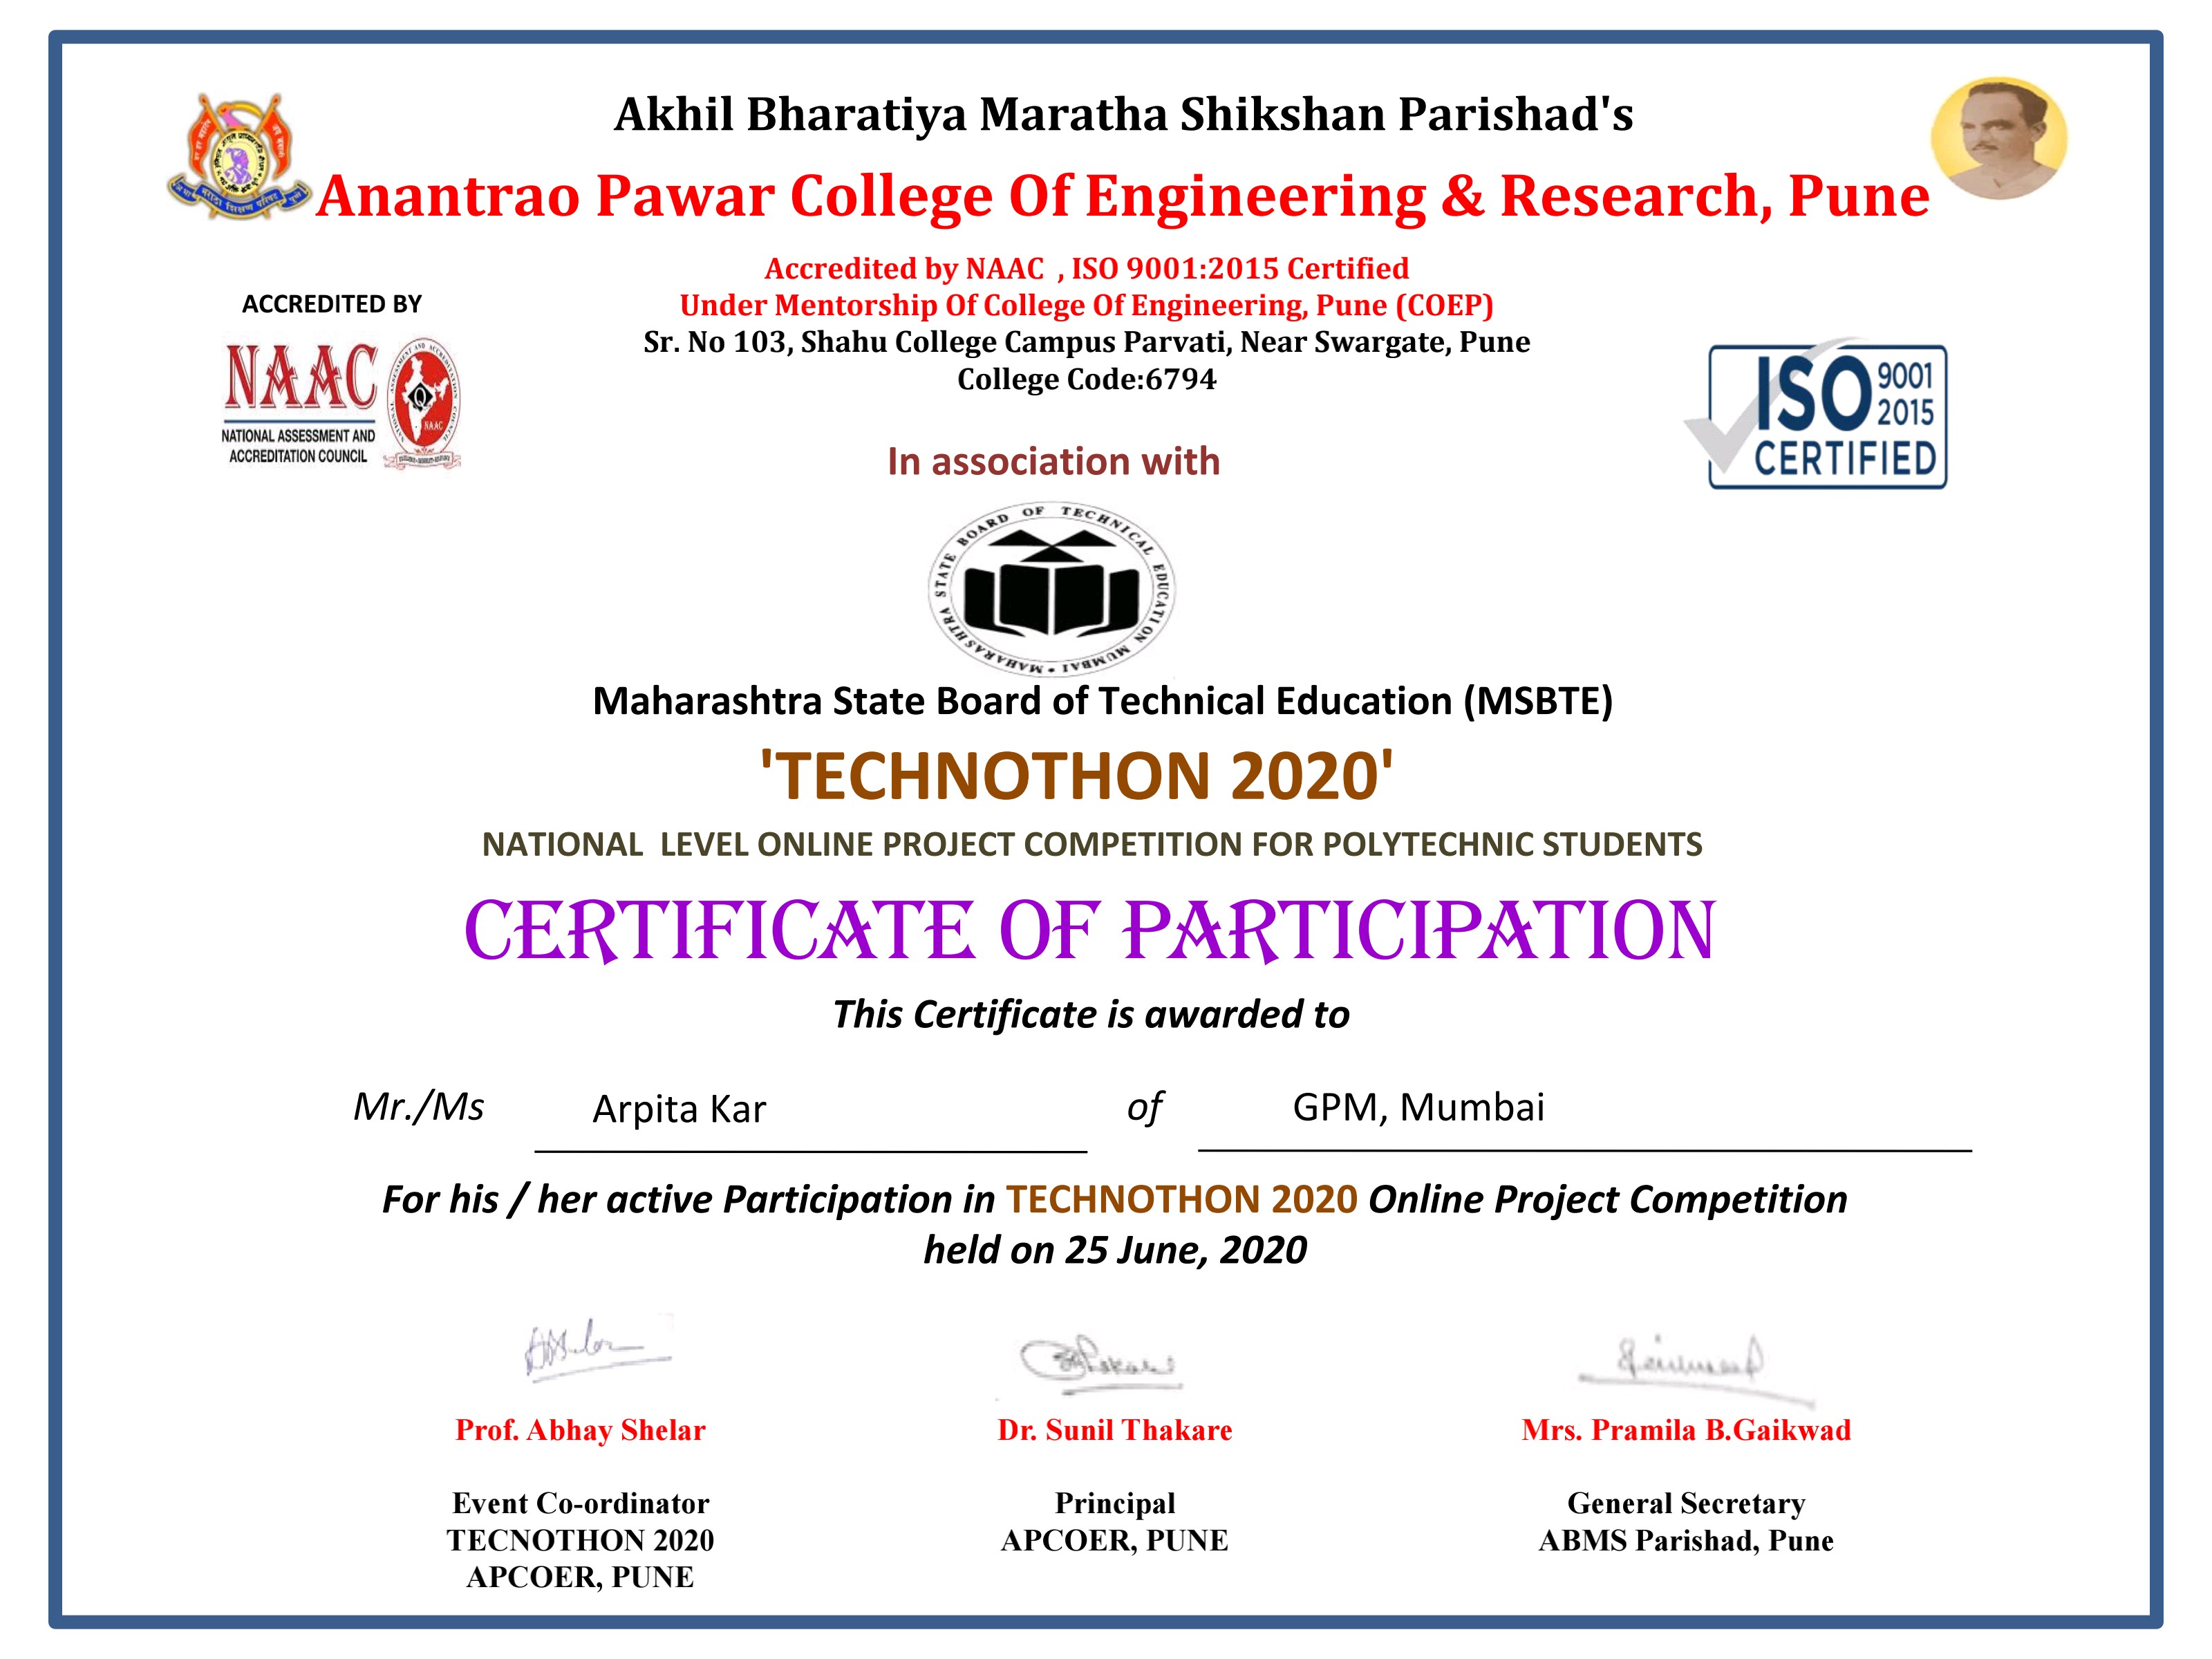 Akhil Bharatiya Maratha Shikshan Parishad's
Anantrao Pawar College Of Engineering & Research, Pune
Accredited by NAAC , ISO 9001:2015 Certified
Under Mentorship Of College Of Engineering, Pune (COEP)
Sr. No 103, Shahu College Campus Parvati, Near Swargate, Pune
College Code:6794
ACCREDITED BY
NAAC
NATIONAL ASSESSMENT AND
ACCREDITATION COUNCIL
NATIONAL ASSESSMENT AND ACCREDITATION COUNCIL
NAAC
ISO 9001
2015
CERTIFIED
In association with
MAHARASHTRA STATE BOARD OF TECHNICAL EDUCATION MUMBAI
Maharashtra State Board of Technical Education (MSBTE)
'TECHNOTHON 2020'
NATIONAL LEVEL ONLINE PROJECT COMPETITION FOR POLYTECHNIC STUDENTS
CERTIFICATE OF PARTICIPATION
This Certificate is awarded to
Mr./Ms Arpita Kar of GPM, Mumbai
For his / her active Participation in TECHNOTHON 2020 Online Project Competition
held on 25 June, 2020
Prof. Abhay Shelar
Event Co-ordinator
TECNOTHON 2020
APCOER, PUNE
Dr. Sunil Thakare
Principal
APCOER, PUNE
Mrs. Pramila B.Gaikwad
General Secretary
ABMS Parishad, Pune